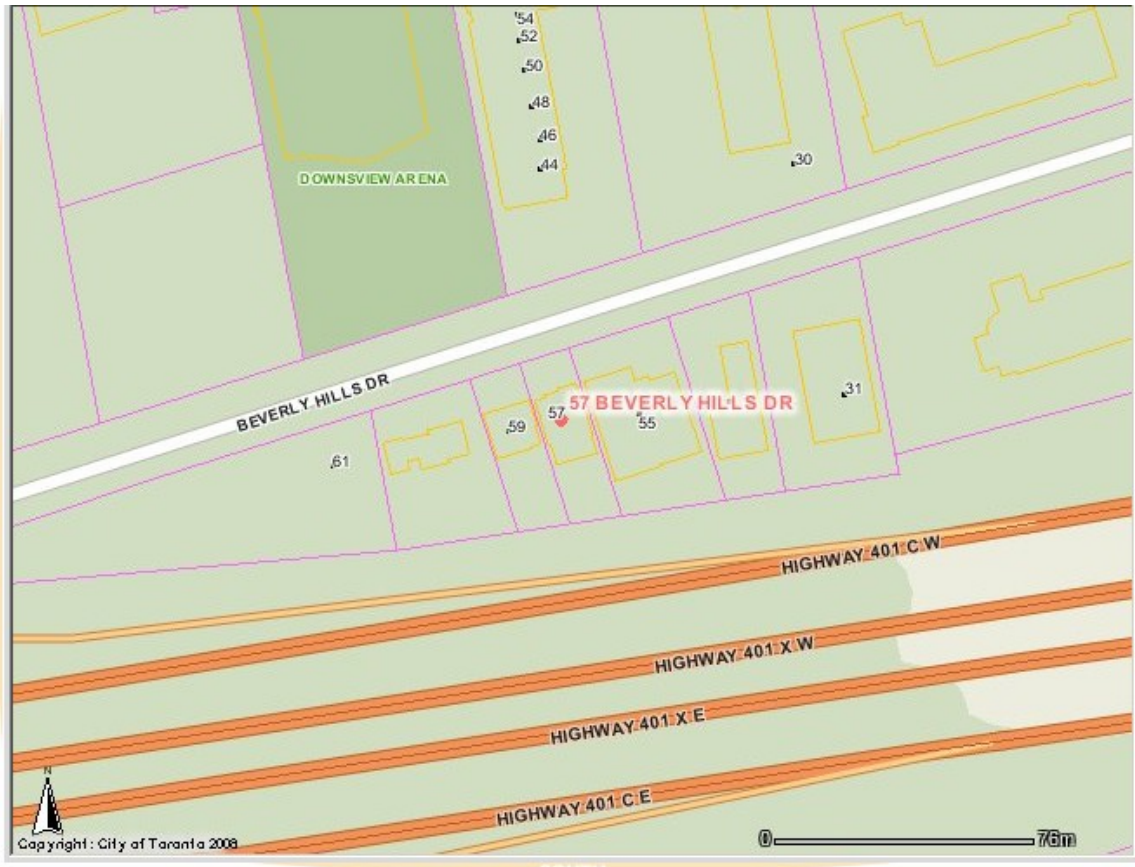 54
52
50
48
46
44
30
DOWNSVIEW ARENA
BEVERLY HILLS DR
57 BEVERLY HILLS DR
31
57
59
55
61
HIGHWAY 401 C W
HIGHWAY 401 X W
HIGHWAY 401 X E
HIGHWAY 401 C E
N
Copyright : City of Toronto 2008
0 76m